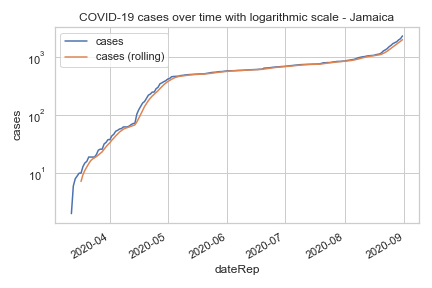 COVID-19 cases over time with logarithmic scale - Jamaica
cases
cases (rolling)
10³
10²
10¹
cases
2020-04
2020-05
2020-06
2020-07
2020-08
2020-09
dateRep